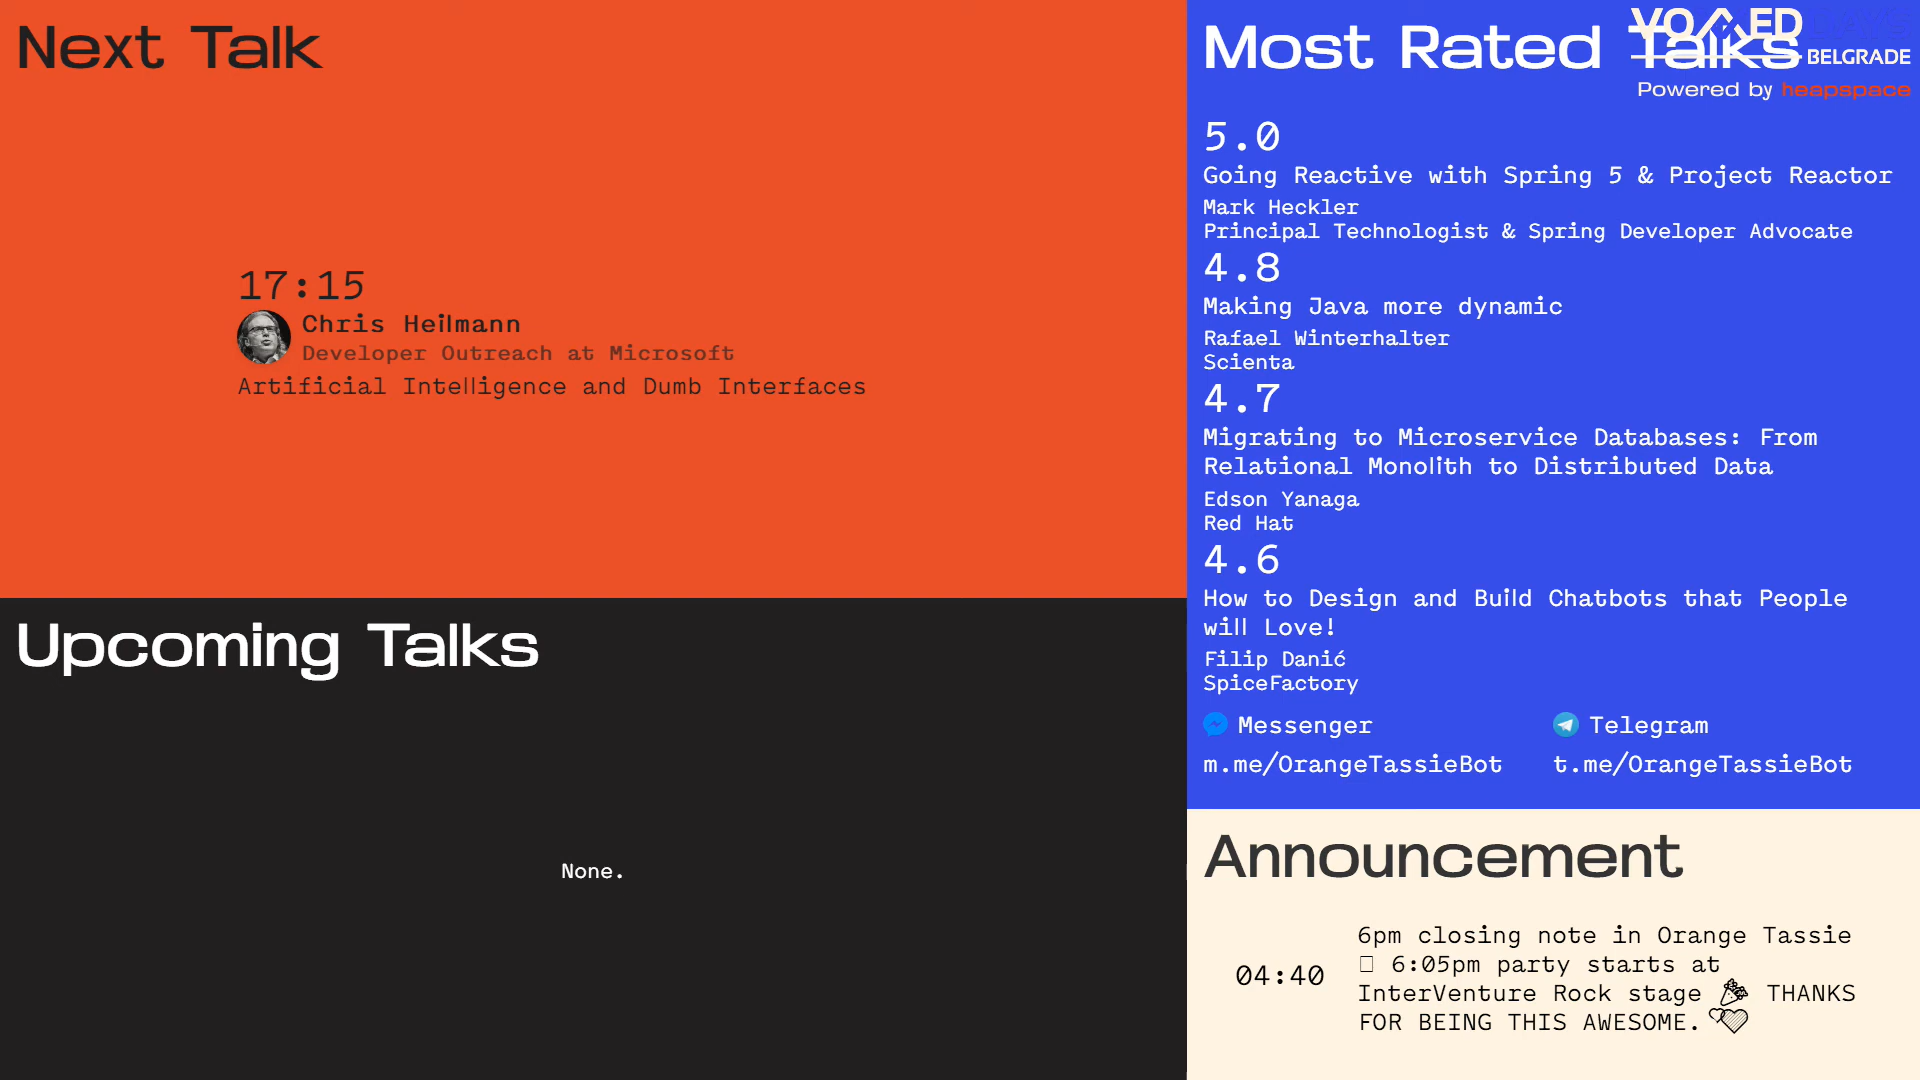 Next Talk
17:15
Chris Heilmann
Developer Outreach at Microsoft
Artificial Intelligence and Dumb Interfaces
Upcoming Talks
None.
Most Rated Talks
VOXXED DAYS
BELGRADE
Powered by heapspace
5.0
Going Reactive with Spring 5 & Project Reactor
Mark Heckler
Principal Technologist & Spring Developer Advocate
4.8
Making Java more dynamic
Rafael Winterhalter
Scienta
4.7
Migrating to Microservice Databases: From
Relational Monolith to Distributed Data
Edson Yanaga
Red Hat
4.6
How to Design and Build Chatbots that People
will Love!
Filip Danić
SpiceFactory
Messenger
Telegram
m.me/OrangeTassieBot
t.me/OrangeTassieBot
Announcement
04:40
6pm closing note in Orange Tassie
6:05pm party starts at
InterVenture Rock stage 🎉 THANKS
FOR BEING THIS AWESOME. 💕